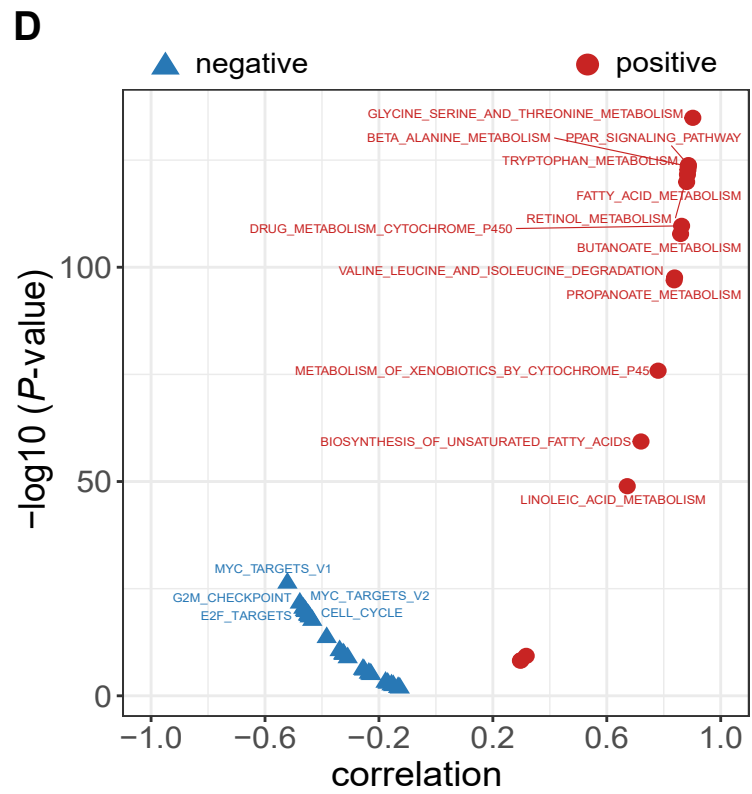 D
negative positive
GLYCINE_SERINE_AND_THREONINE_METABOLISM
BETA_ALANINE_METABOLISM PPAR_SIGNALING_PATHWAY
TRYPTOPHAN_METABOLISM
FATTY_ACID_METABOLISM
RETINOL_METABOLISM
DRUG_METABOLISM_CYTOCHROME_P450
BUTANOATE_METABOLISM
VALINE_LEUCINE_AND_ISOLEUCINE_DEGRADATION
PROPANOATE_METABOLISM
METABOLISM_OF_XENOBIOTICS_BY_CYTOCHROME_P45
BIOSYNTHESIS_OF_UNSATURATED_FATTY_ACIDS
LINOLEIC_ACID_METABOLISM
MYC_TARGETS_V1
G2M_CHECKPOINT MYC_TARGETS_V2
E2F_TARGETS CELL_CYCLE
100
50
0
−log10 (P-value)
−1.0 −0.6 −0.2 0.2 0.6 1.0
correlation